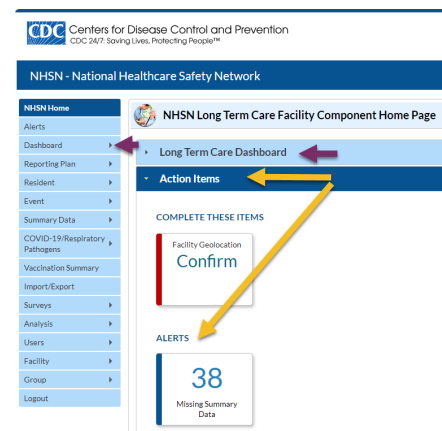 CDC Centers for Disease Control and Prevention
CDC 24/7: Saving Lives, Protecting People™
NHSN - National Healthcare Safety Network
NHSN Home
Alerts
Dashboard
Reporting Plan
Resident
Event
Summary Data
COVID-19/Respiratory
Pathogens
Vaccination Summary
Import/Export
Surveys
Analysis
Users
Facility
Group
Logout
NHSN Long Term Care Facility Component Home Page
Long Term Care Dashboard
Action Items
COMPLETE THESE ITEMS
Facility Geolocation
Confirm
ALERTS
38
Missing Summary
Data